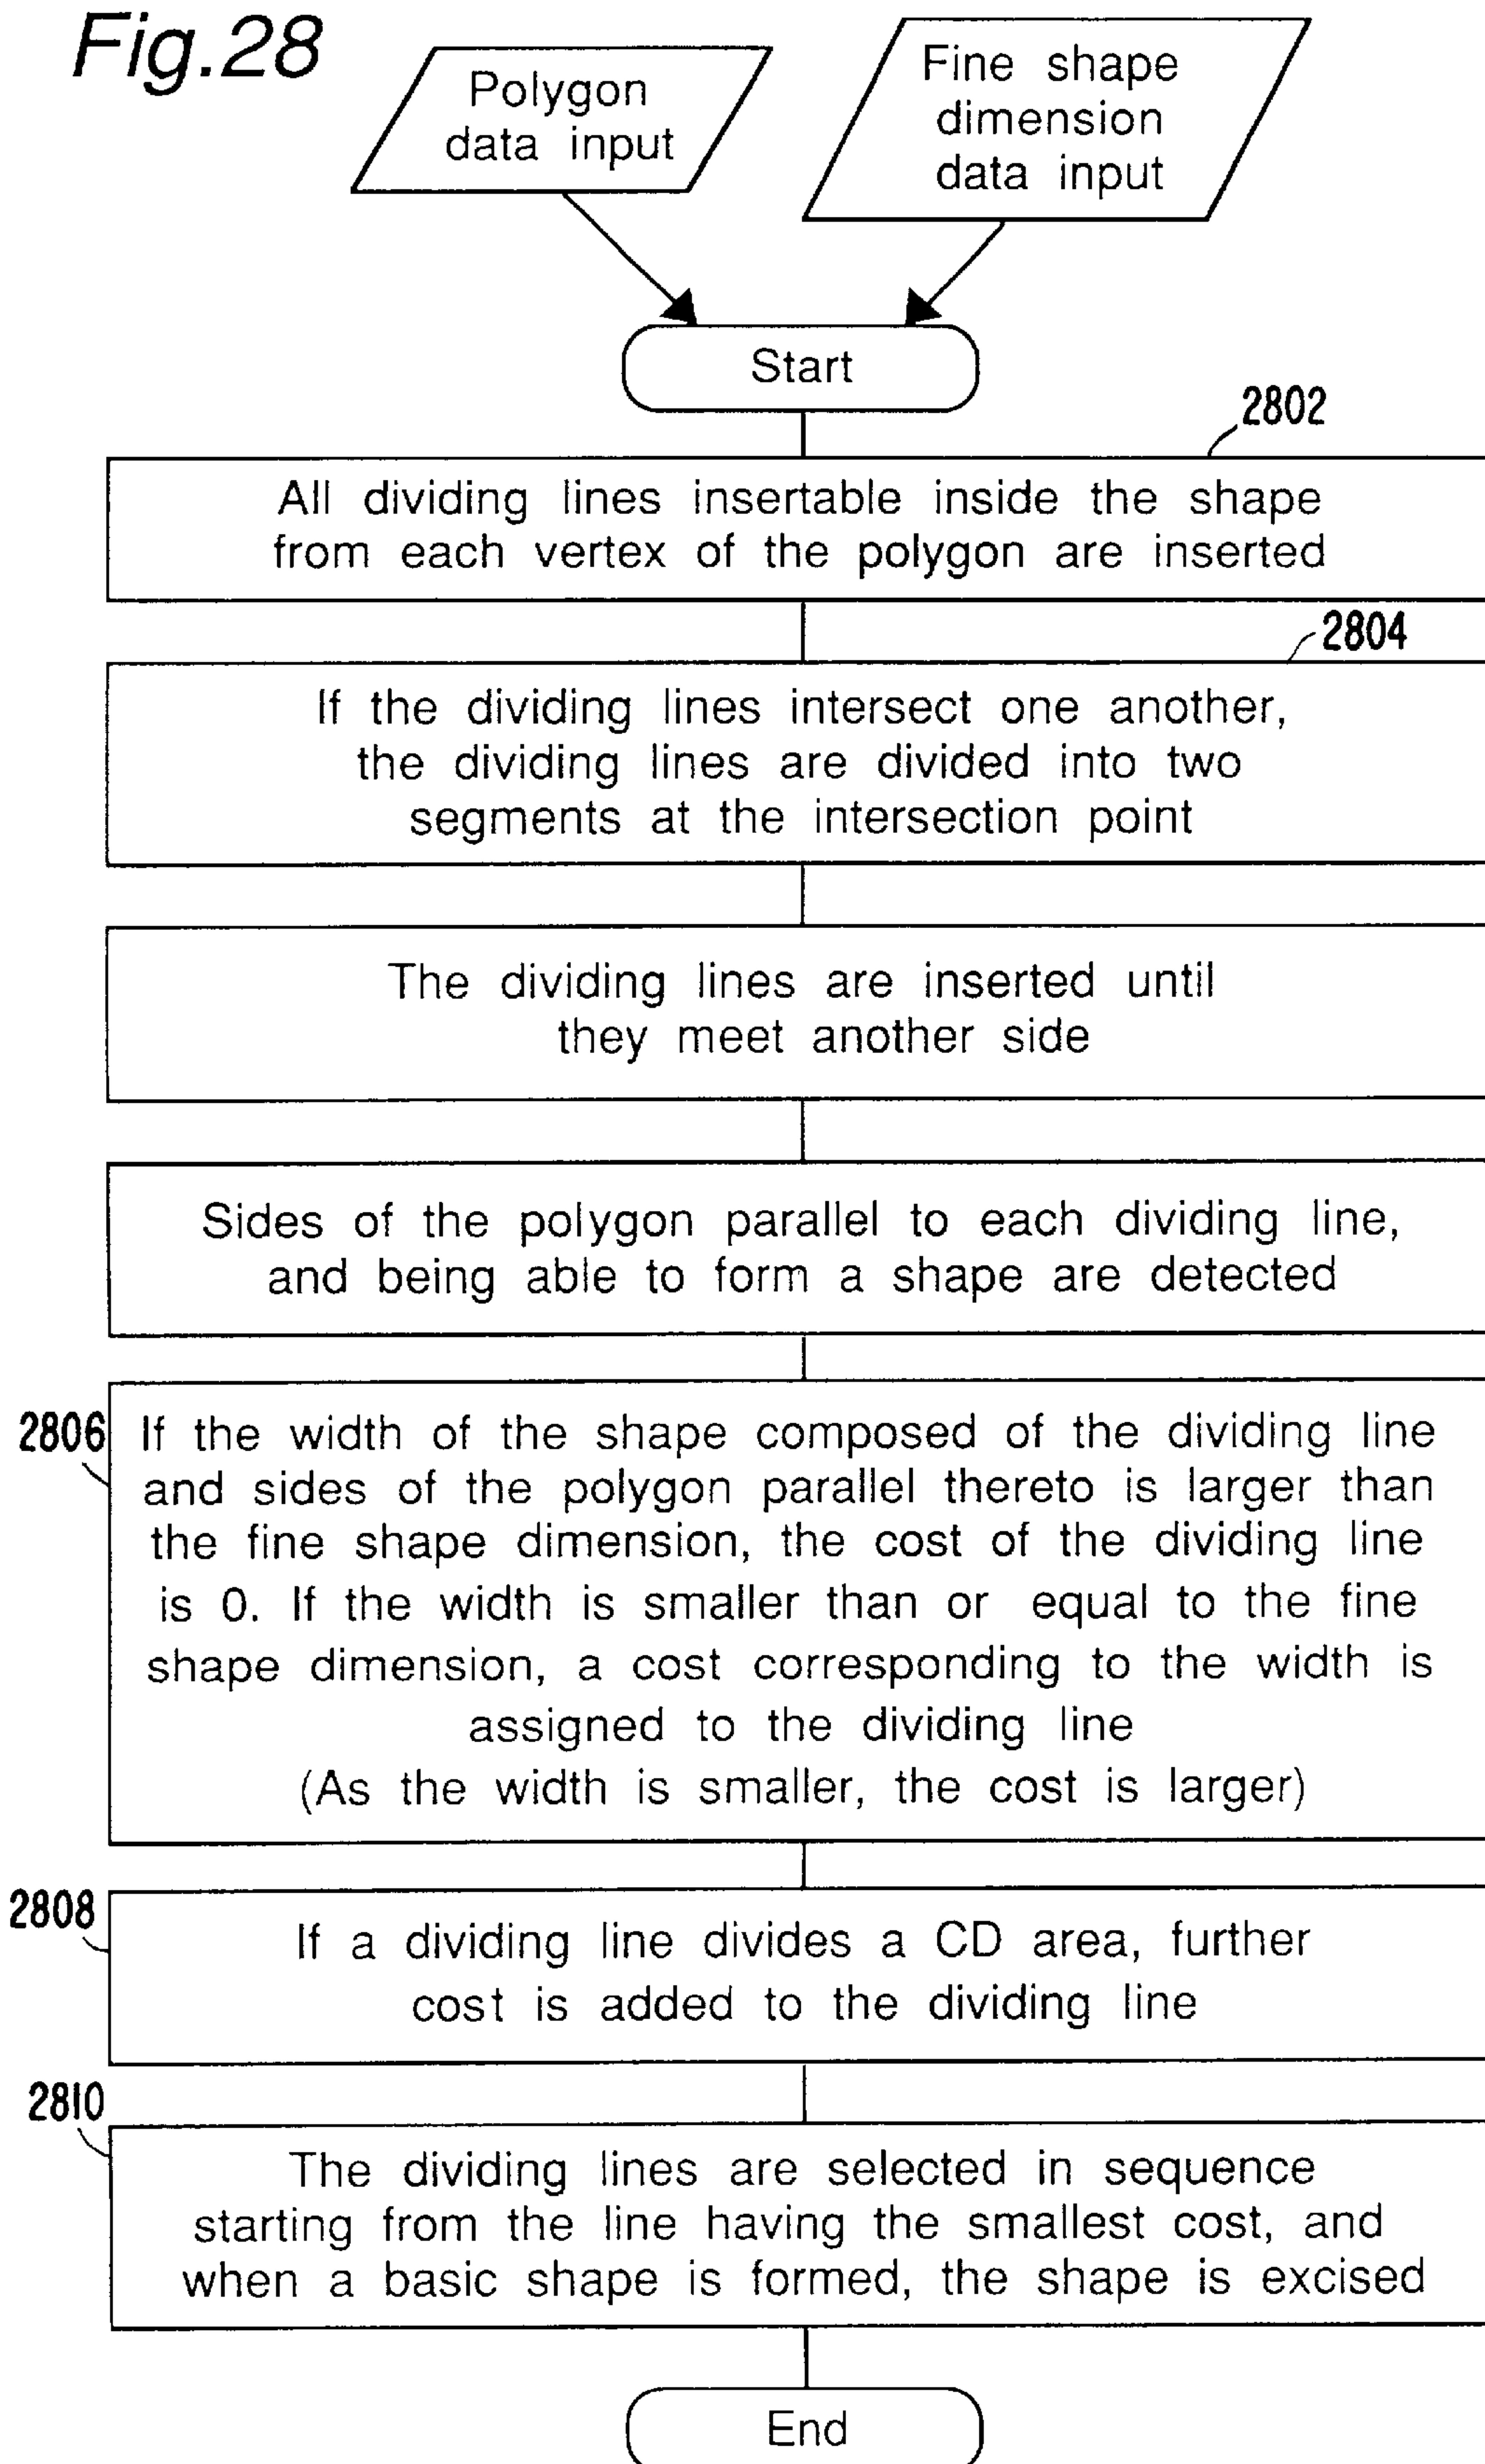 Fig.28
Polygon
data input
Fine shape
dimension
data input
Start
2802
All dividing lines insertable inside the shape
from each vertex of the polygon are inserted
2804
If the dividing lines intersect one another,
the dividing lines are divided into two
segments at the intersection point
The dividing lines are inserted until
they meet another side
Sides of the polygon parallel to each dividing line,
and being able to form a shape are detected
2806
If the width of the shape composed of the dividing line
and sides of the polygon parallel thereto is larger than
the fine shape dimension, the cost of the dividing line
is 0. If the width is smaller than or equal to the fine
shape dimension, a cost corresponding to the width is
assigned to the dividing line
(As the width is smaller, the cost is larger)
2808
If a dividing line divides a CD area, further
cost is added to the dividing line
2810
The dividing lines are selected in sequence
starting from the line having the smallest cost, and
when a basic shape is formed, the shape is excised
End